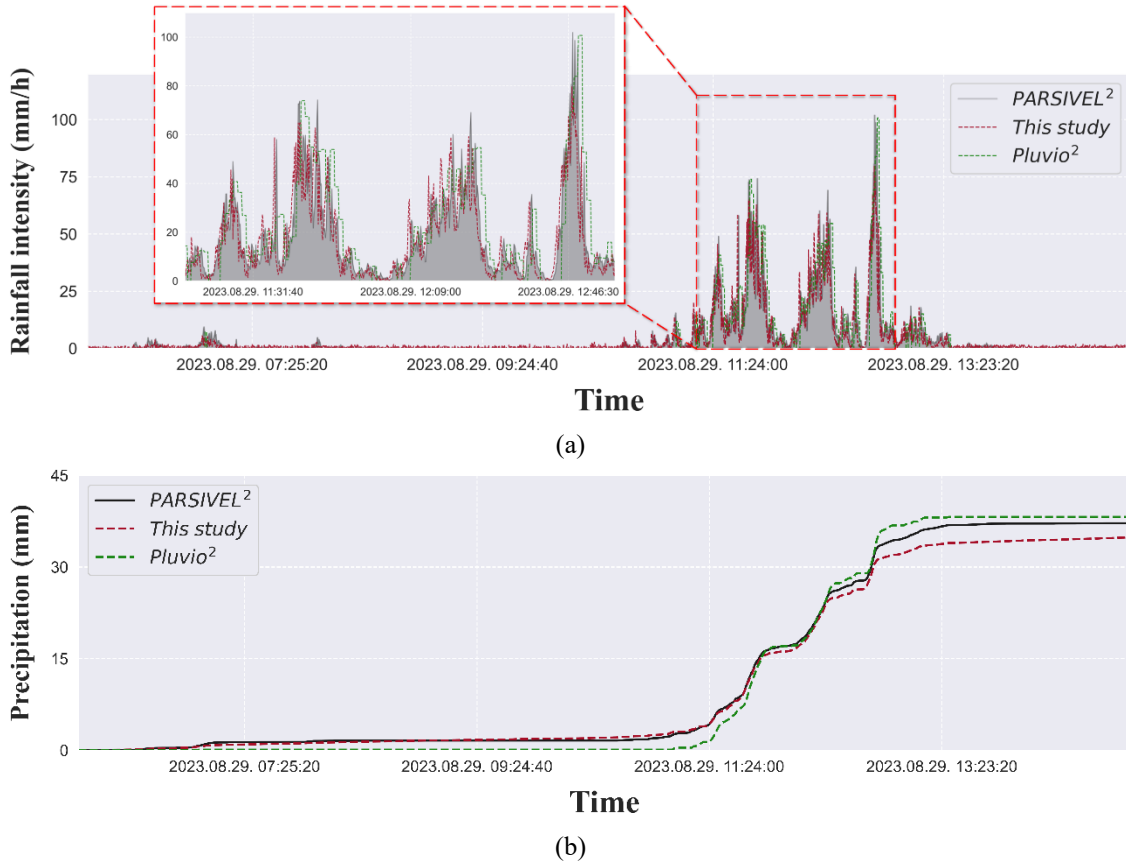 Rainfall intensity (mm/h)
100
80
60
40
20
0
2023.08.29. 11:31:40
2023.08.29. 12:09:00
2023.08.29. 12:46:30
PARSIVEL²
This study
Pluvio²
100
75
50
25
0
2023.08.29. 07:25:20
2023.08.29. 09:24:40
2023.08.29. 11:24:00
2023.08.29. 13:23:20
Time
(a)
Precipitation (mm)
45
30
15
0
PARSIVEL²
This study
Pluvio²
2023.08.29. 07:25:20
2023.08.29. 09:24:40
2023.08.29. 11:24:00
2023.08.29. 13:23:20
Time
(b)